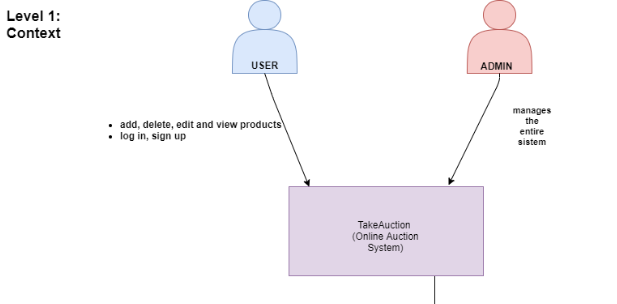 Level 1:
Context
USER
ADMIN
• add, delete, edit and view products
• log in, sign up
manages
the
entire
sistem
TakeAuction
(Online Auction
System)